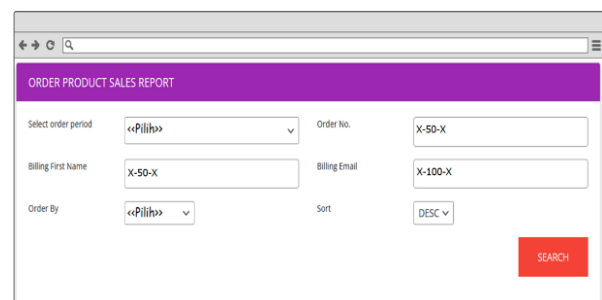 ORDER PRODUCT SALES REPORT
Select order period <<Pilih>> Order No. X-50-X
Billing First Name X-50-X Billing Email X-100-X
Order By <<Pilih>> Sort DESC
SEARCH